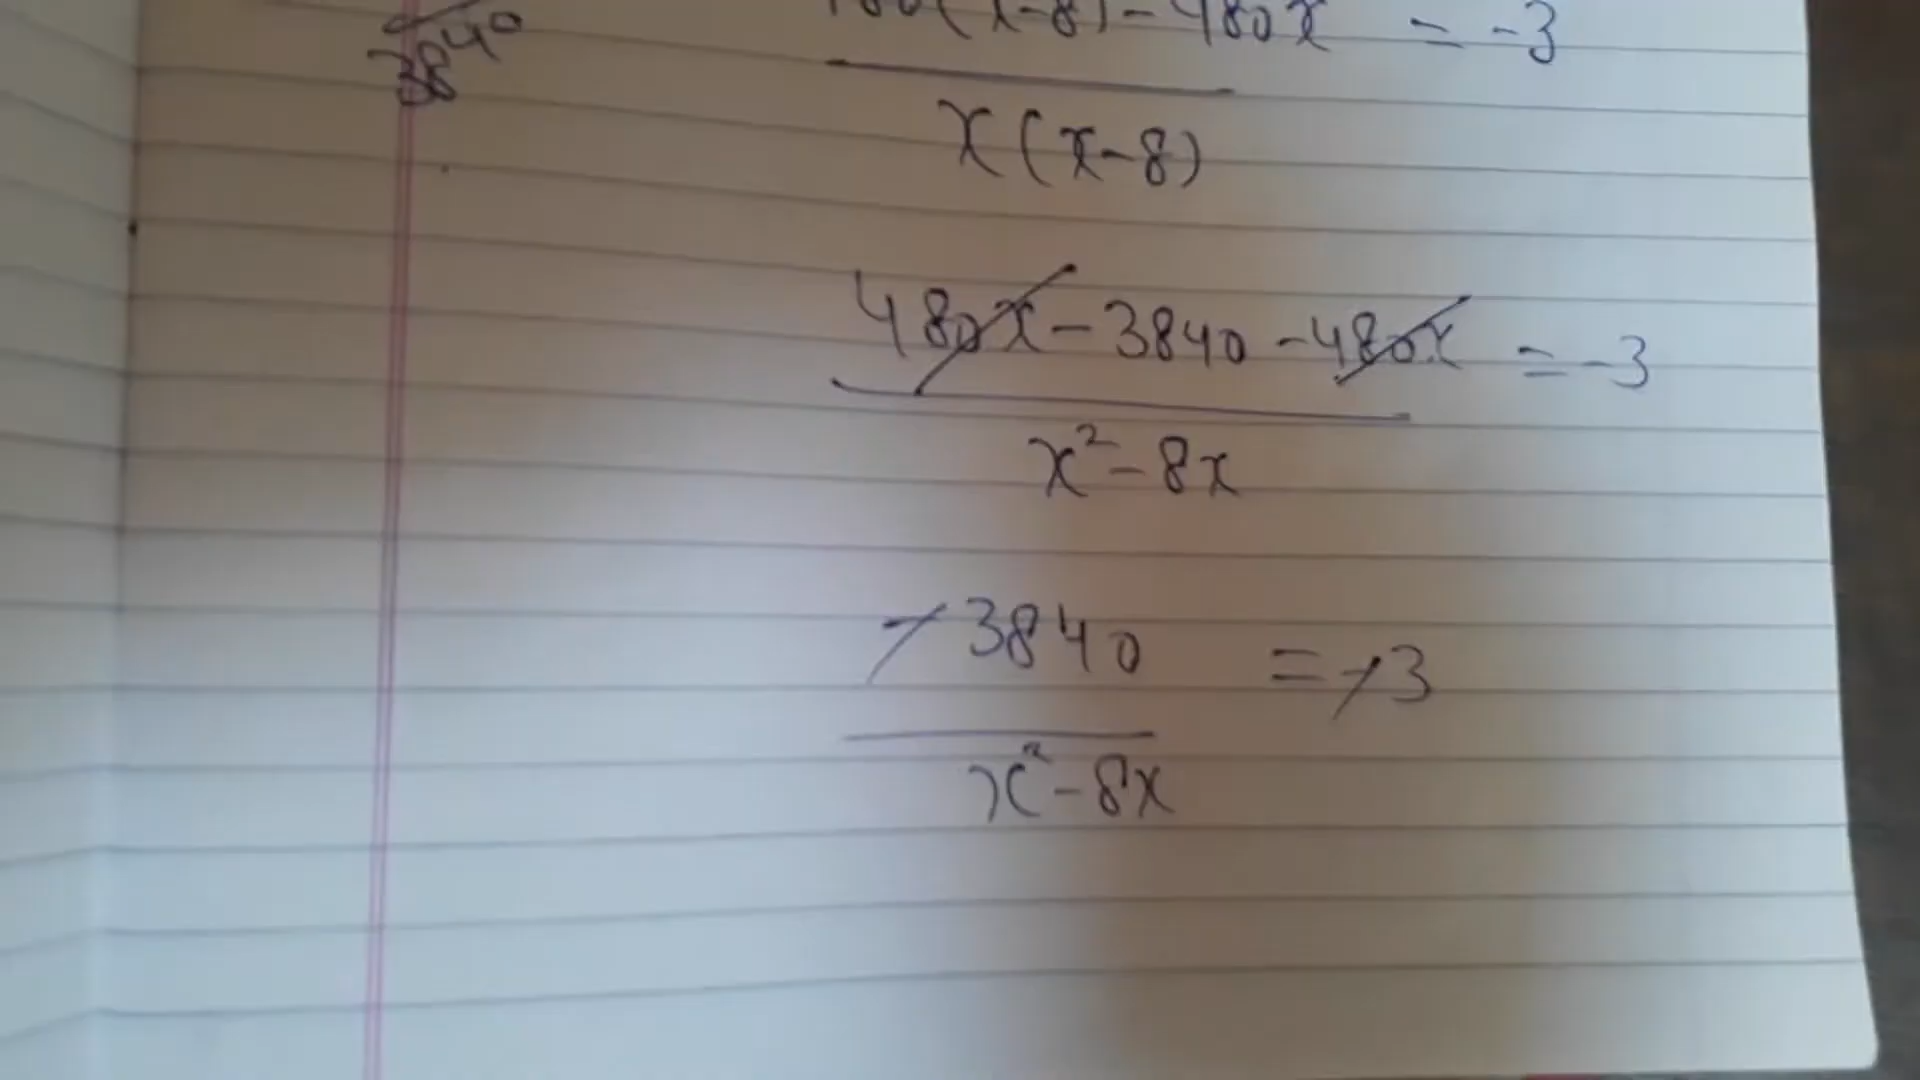 3840
480(x-8) - 480x = -3
x(x-8)
480x - 3840 - 480x = -3
x² - 8x
-3840 = -3
x² - 8x